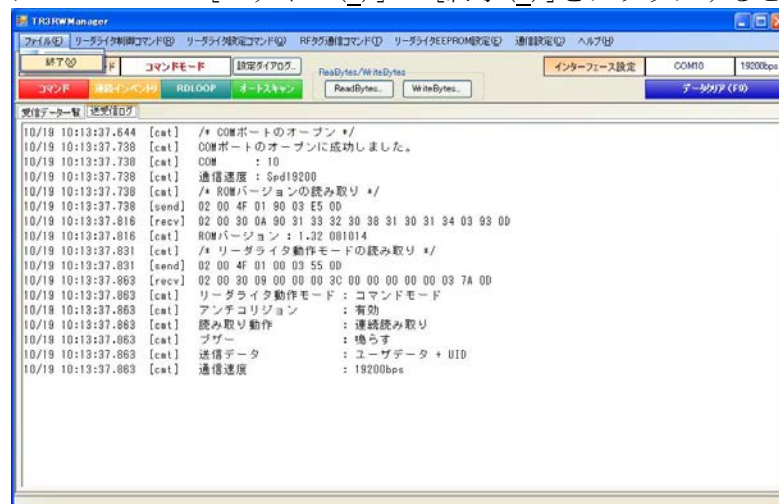 TR3RWManager
ファイル(F) リーダライタ制御コマンド(B) リーダライタ設定コマンド(Q) RFタグ通信コマンド(T) リーダライタEEPROM設定(E) 通信設定(C) ヘルプ(H)
終了(X) ド コマンドモード 設定ダイアログ... ReaBytes/WriteBytes インターフェース設定 COM10 19200bps
コマンド RDLOOP オートスキャン ReadBytes... WriteBytes... データクリア(F9)
受信データ一覧 送受信ログ
10/19 10:13:37.644 [cmt] /* COMポートのオープン */
10/19 10:13:37.738 [cmt] COMポートのオープンに成功しました。
10/19 10:13:37.738 [cmt] COM : 10
10/19 10:13:37.738 [cmt] 通信速度 : Spd19200
10/19 10:13:37.738 [cmt] /* ROMバージョンの読み取り */
10/19 10:13:37.738 [send] 02 00 4F 01 90 03 E5 0D
10/19 10:13:37.816 [recv] 02 00 30 0A 90 31 33 32 30 38 31 30 31 34 03 93 0D
10/19 10:13:37.816 [cmt] ROMバージョン : 1.32 081014
10/19 10:13:37.831 [cmt] /* リーダライタ動作モードの読み取り */
10/19 10:13:37.831 [send] 02 00 4F 01 00 03 55 0D
10/19 10:13:37.863 [recv] 02 00 30 09 00 00 00 3C 00 00 00 00 00 03 7A 0D
10/19 10:13:37.863 [cmt] リーダライタ動作モード : コマンドモード
10/19 10:13:37.863 [cmt] アンチコリジョン : 有効
10/19 10:13:37.863 [cmt] 読み取り動作 : 連続読み取り
10/19 10:13:37.863 [cmt] ブザー : 鳴らす
10/19 10:13:37.863 [cmt] 送信データ : ユーザデータ + UID
10/19 10:13:37.863 [cmt] 通信速度 : 19200bps